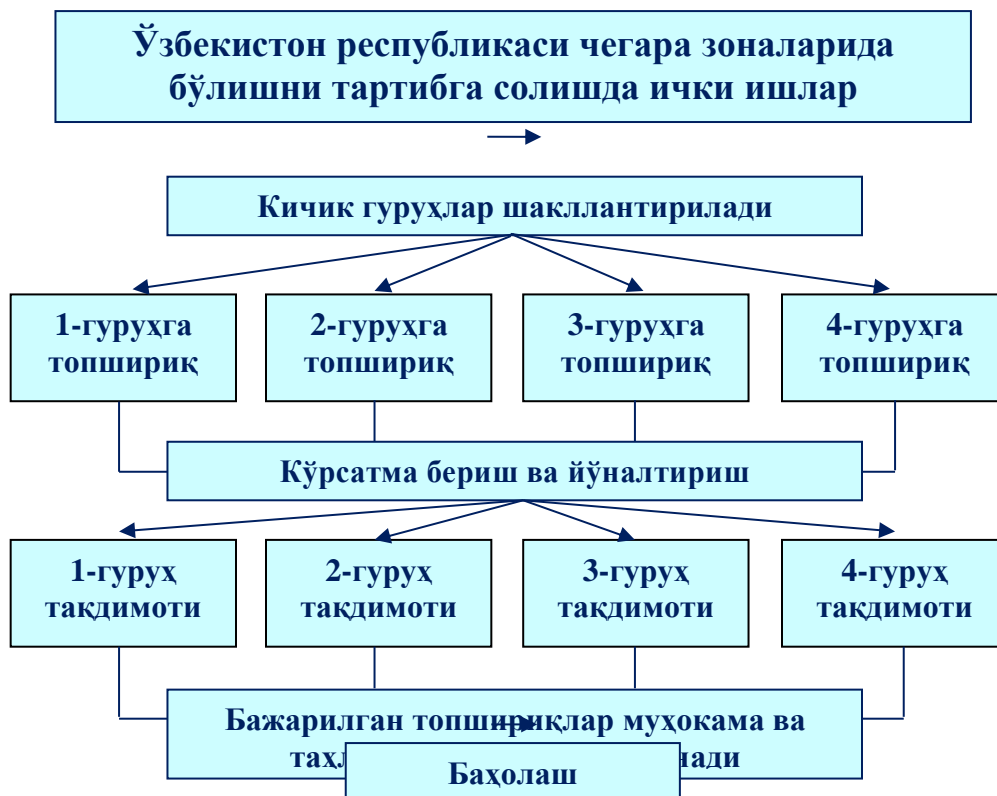 Ўзбекистон республикаси чегара зоналарида
бўлишни тартибга солишда ички ишлар
Кичик гуруҳлар шакллантирилади
1-гуруҳга
топшириқ
2-гуруҳга
топшириқ
3-гуруҳга
топшириқ
4-гуруҳга
топшириқ
Кўрсатма бериш ва йўналтириш
1-гуруҳ
тақдимоти
2-гуруҳ
тақдимоти
3-гуруҳ
тақдимоти
4-гуруҳ
тақдимоти
Бажарилган топшириқлар муҳокама ва
Баҳолаш